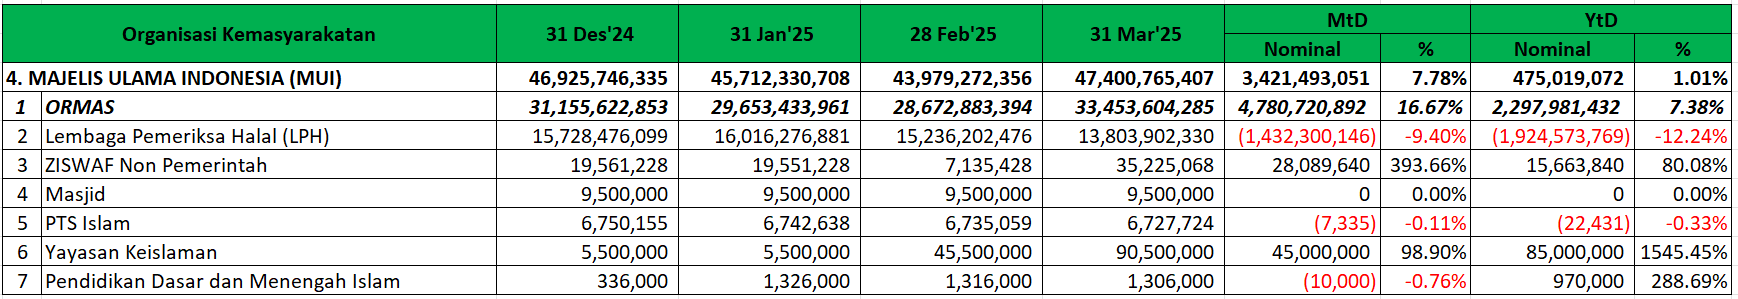 Organisasi Kemasyarakatan 31 Des'24 31 Jan'25 28 Feb'25 31 Mar'25 MtD YtD
Nominal % Nominal %
4. MAJELIS ULAMA INDONESIA (MUI) 46,925,746,335 45,712,330,708 43,979,272,356 47,400,765,407 3,421,493,051 7.78% 475,019,072 1.01%
1 ORMAS 31,155,622,853 29,653,433,961 28,672,883,394 33,453,604,285 4,780,720,892 16.67% 2,297,981,432 7.38%
2 Lembaga Pemeriksa Halal (LPH) 15,728,476,099 16,016,276,881 15,236,202,476 13,803,902,330 (1,432,300,146) -9.40% (1,924,573,769) -12.24%
3 ZISWAF Non Pemerintah 19,561,228 19,551,228 7,135,428 35,225,068 28,089,640 393.66% 15,663,840 80.08%
4 Masjid 9,500,000 9,500,000 9,500,000 9,500,000 0 0.00% 0 0.00%
5 PTS Islam 6,750,155 6,742,638 6,735,059 6,727,724 (7,335) -0.11% (22,431) -0.33%
6 Yayasan Keislaman 5,500,000 5,500,000 45,500,000 90,500,000 45,000,000 98.90% 85,000,000 1545.45%
7 Pendidikan Dasar dan Menengah Islam 336,000 1,326,000 1,316,000 1,306,000 (10,000) -0.76% 970,000 288.69%